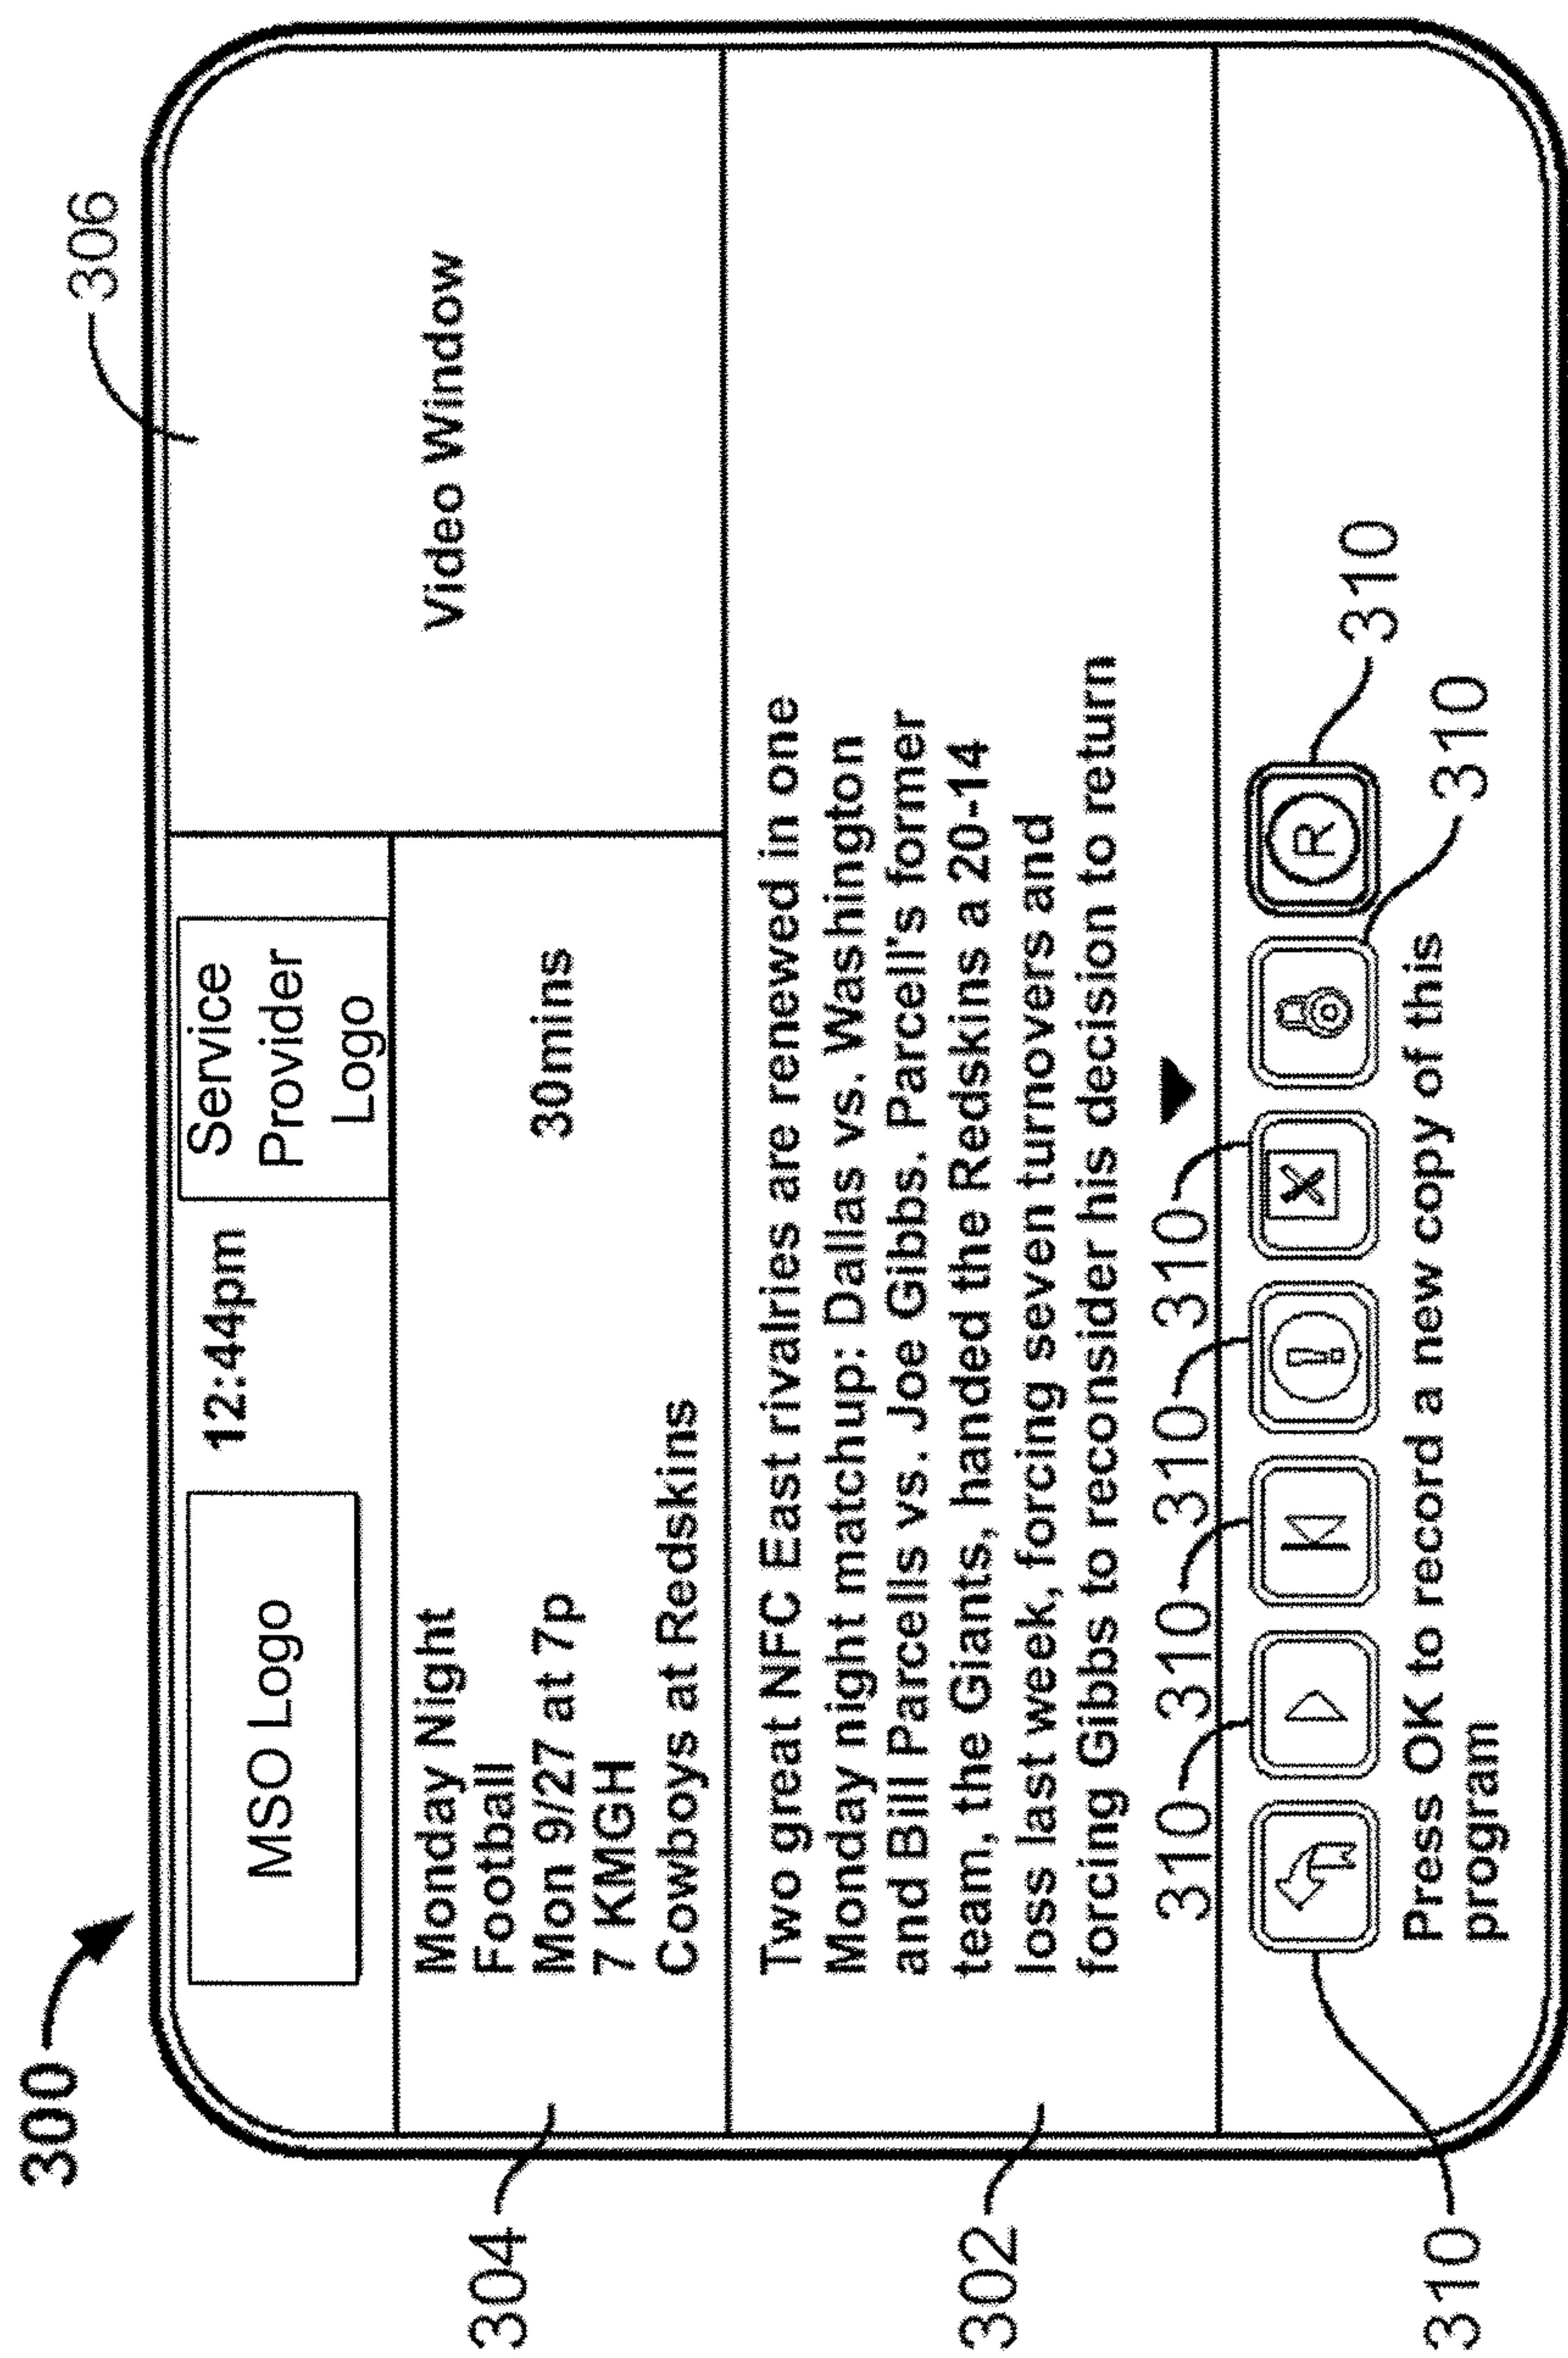 300
306
MSO Logo
12:44pm
Service
Provider
Logo
Video Window
304
Monday Night
Football
Mon 9/27 at 7p
30mins
7 KMGH
Cowboys at Redskins
302
Two great NFC East rivalries are renewed in one
Monday night matchup: Dallas vs. Washington
and Bill Parcells vs. Joe Gibbs. Parcell's former
team, the Giants, handed the Redskins a 20-14
loss last week, forcing seven turnovers and
forcing Gibbs to reconsider his decision to return
310 310 310 310
R
310
310
310
Press OK to record a new copy of this
program